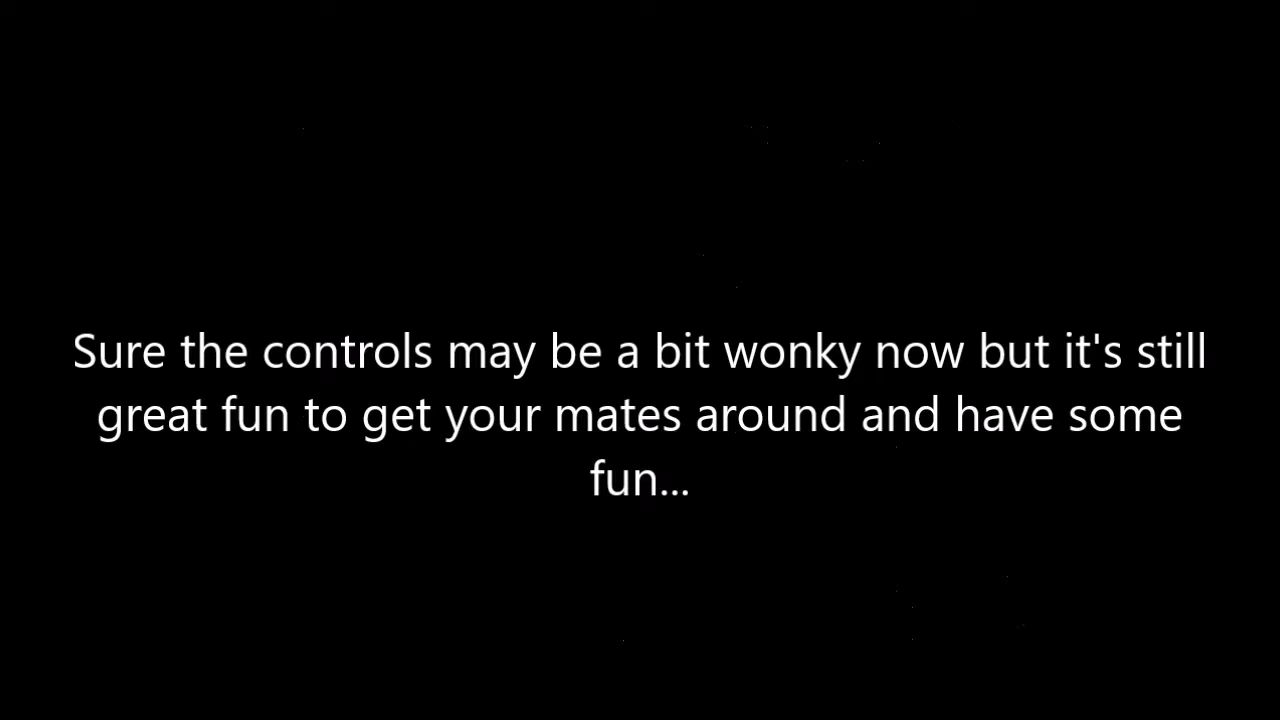 Sure the controls may be a bit wonky now but it's still
great fun to get your mates around and have some
fun...